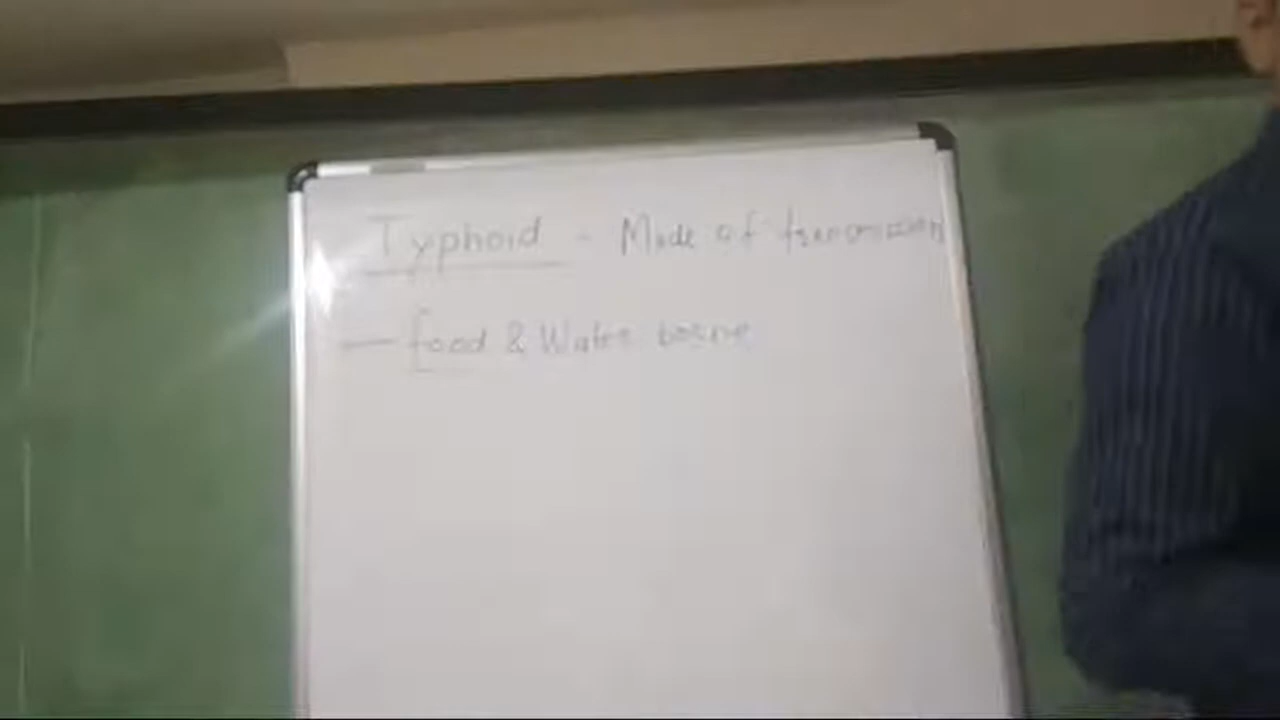 Typhoid - Mode of transmission
— food & Water borne